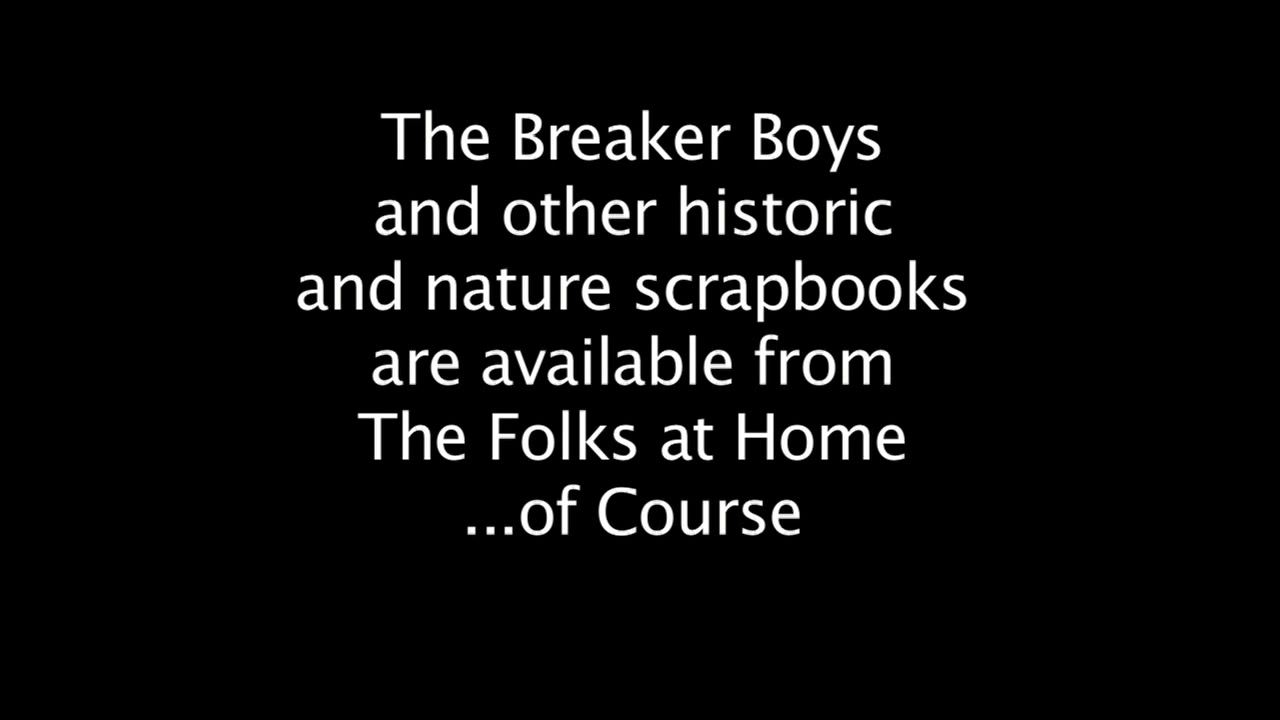 The Breaker Boys
and other historic
and nature scrapbooks
are available from
The Folks at Home
...of Course